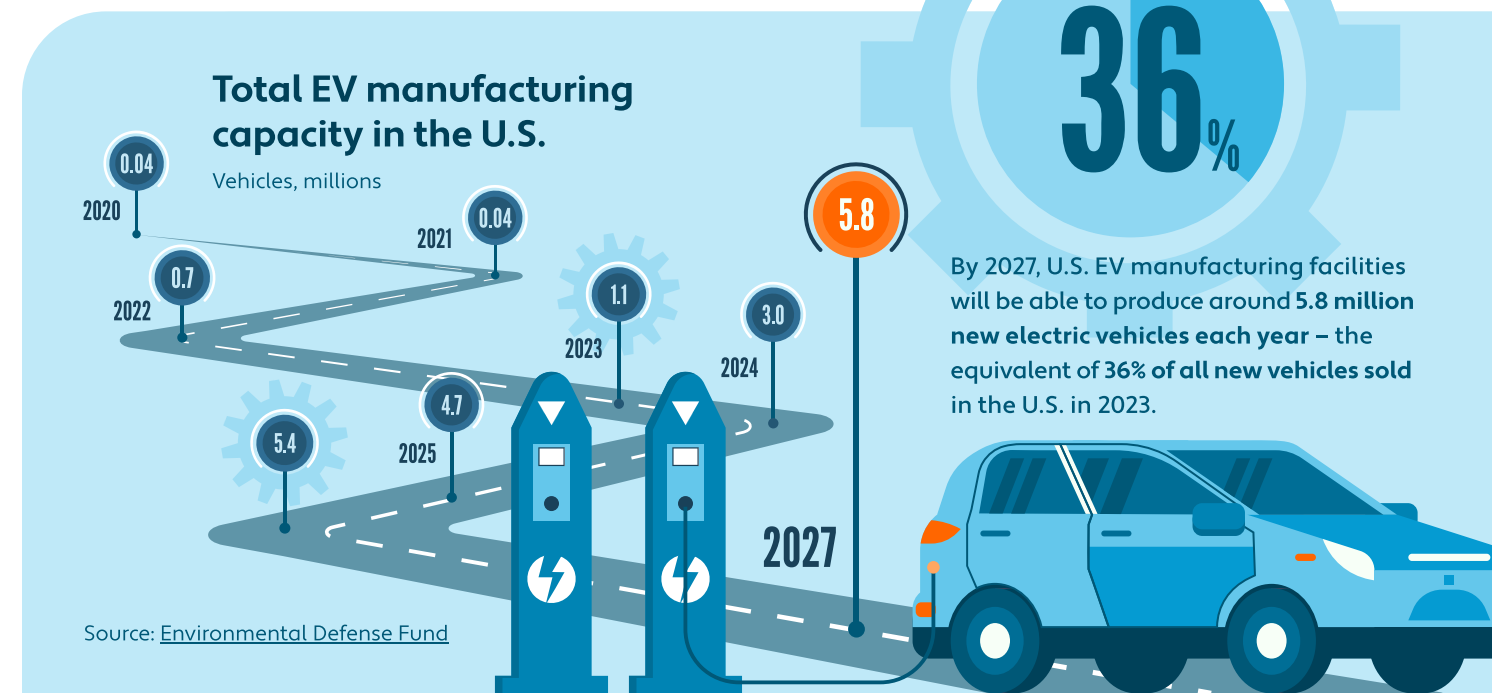 36%
Total EV manufacturing
capacity in the U.S.
Vehicles, millions
0.04
2020
0.04
2021
0.7
2022
1.1
2023
3.0
2024
4.7
2025
5.4
5.8
2027
By 2027, U.S. EV manufacturing facilities
will be able to produce around 5.8 million
new electric vehicles each year – the
equivalent of 36% of all new vehicles sold
in the U.S. in 2023.
Source: Environmental Defense Fund